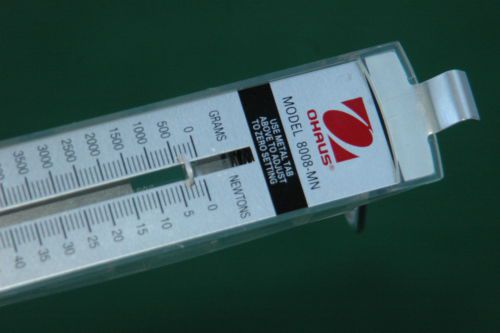 OHAUS
MODEL 8008-MN
USE METAL TAB
ABOVE TO ADJUST
TO ZERO SETTING
GRAMS
NEWTONS
0
500
1000
1500
2000
2500
3000
3500
0
5
10
15
20
25
30
35
40